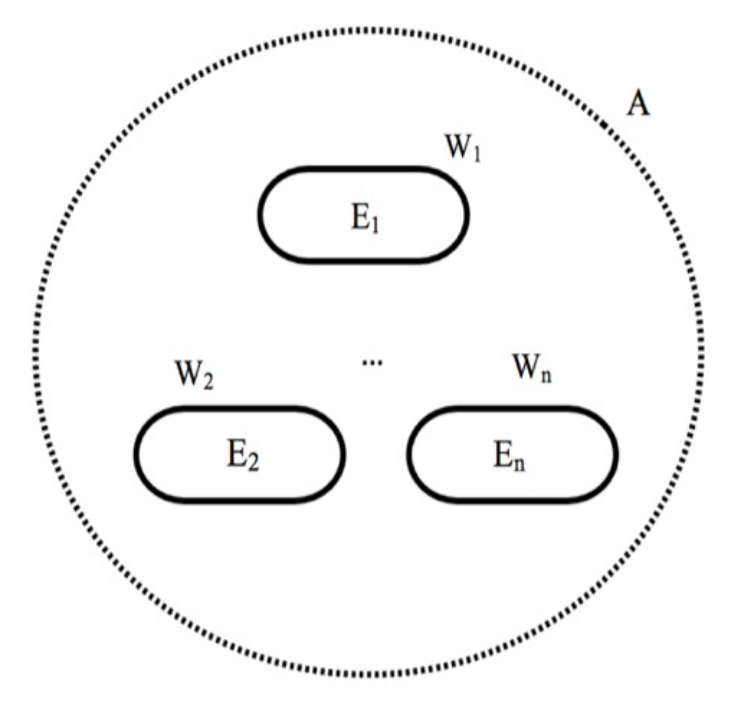 A
W₁
E₁
...
W₂ Wₙ
E₂ Eₙ